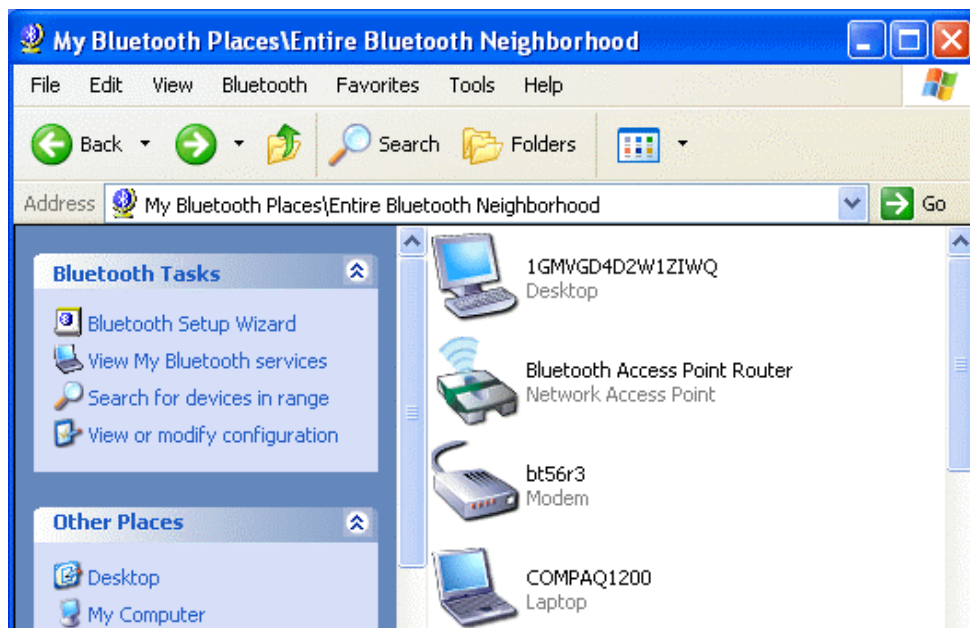 My Bluetooth Places\Entire Bluetooth Neighborhood
File Edit View Bluetooth Favorites Tools Help
Back Search Folders
Address My Bluetooth Places\Entire Bluetooth Neighborhood Go
Bluetooth Tasks
Bluetooth Setup Wizard
View My Bluetooth services
Search for devices in range
View or modify configuration
Other Places
Desktop
My Computer
1GMVGD4D2W1ZIWQ
Desktop
Bluetooth Access Point Router
Network Access Point
bt56r3
Modem
COMPAQ1200
Laptop